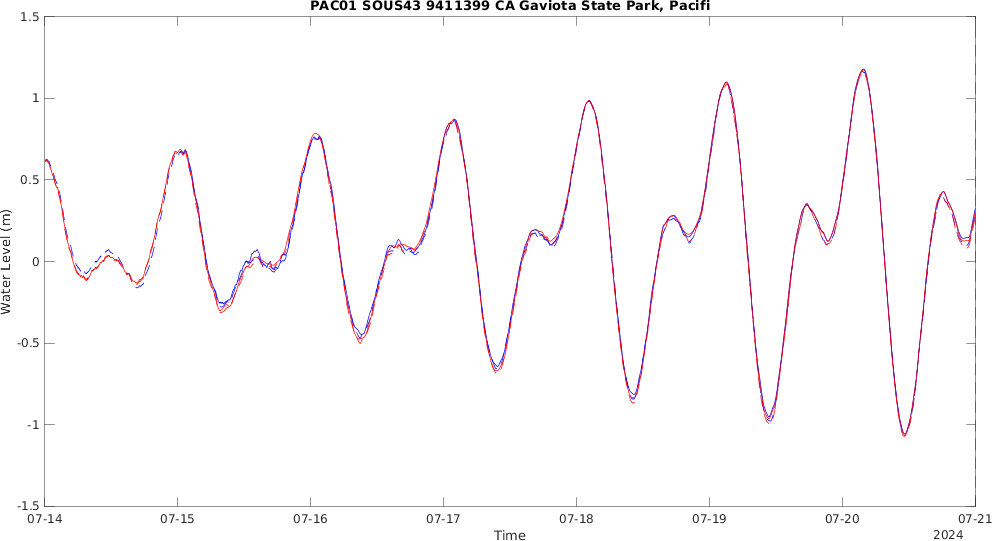 PAC01 SOUS43 9411399 CA Gaviota State Park, Pacifi
Water Level (m)
1.5
1
0.5
0
-0.5
-1
-1.5
07-14 07-15 07-16 07-17 07-18 07-19 07-20 07-21
Time
2024